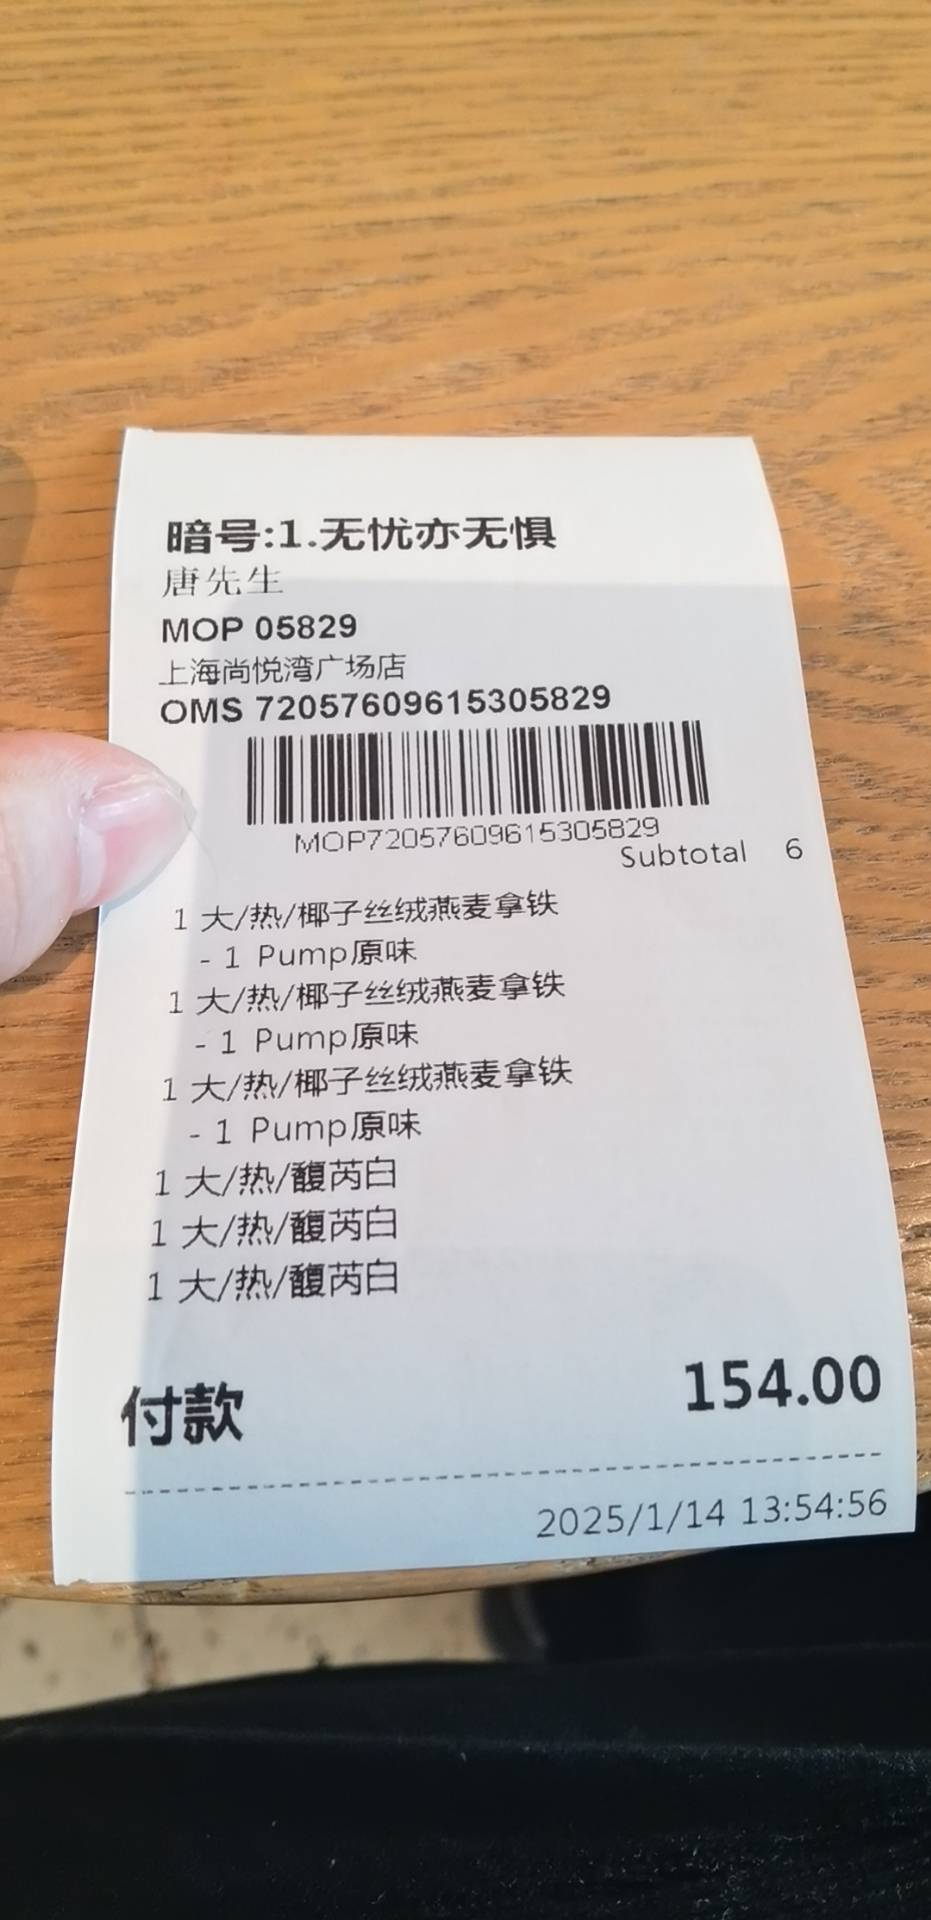 暗号:1.无忧亦无惧
唐先生
MOP 05829
上海尚悦湾广场店
OMS 72057609615305829
MOP72057609615305829
Subtotal 6
1 大/热/椰子丝绒燕麦拿铁
- 1 Pump原味
1 大/热/椰子丝绒燕麦拿铁
- 1 Pump原味
1 大/热/椰子丝绒燕麦拿铁
- 1 Pump原味
1 大/热/馥芮白
1 大/热/馥芮白
1 大/热/馥芮白
付款 154.00
2025/1/14 13:54:56